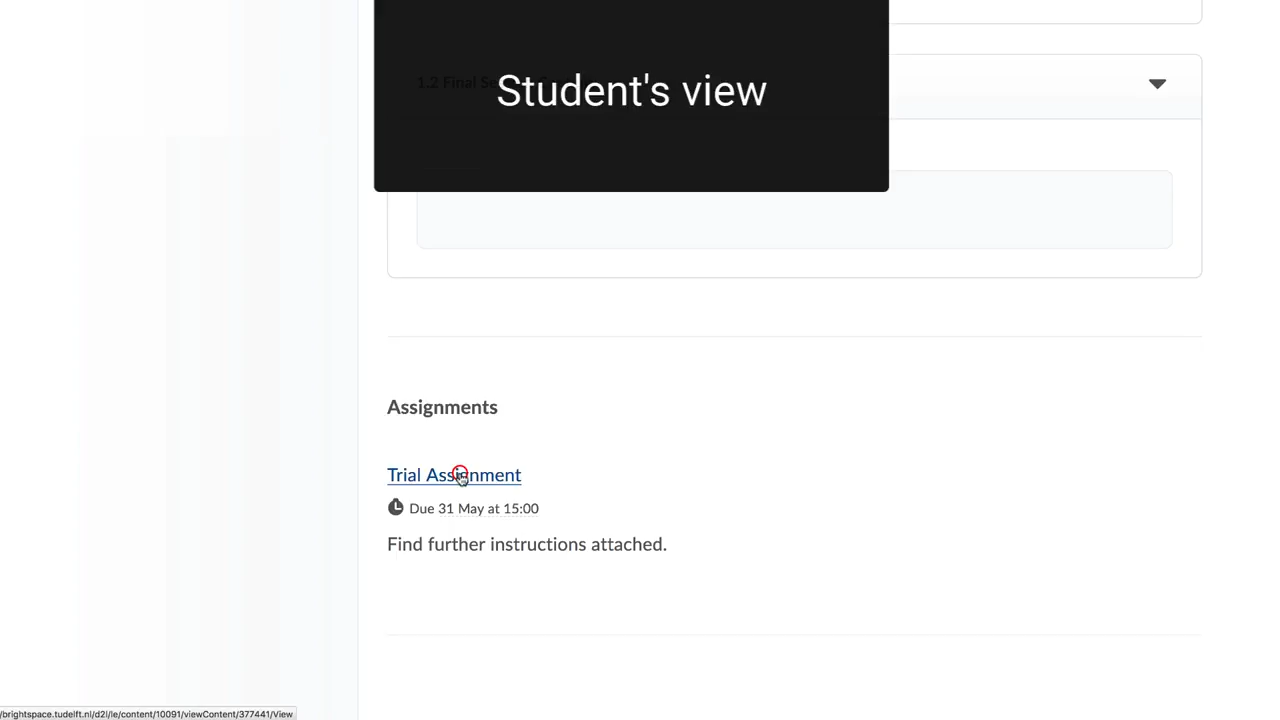 1.2 Final Se
Student's view
Assignments
Trial Assignment
Due 31 May at 15:00
Find further instructions attached.
/brightspace.tudelft.nl/d2l/le/content/10091/viewContent/377441/View